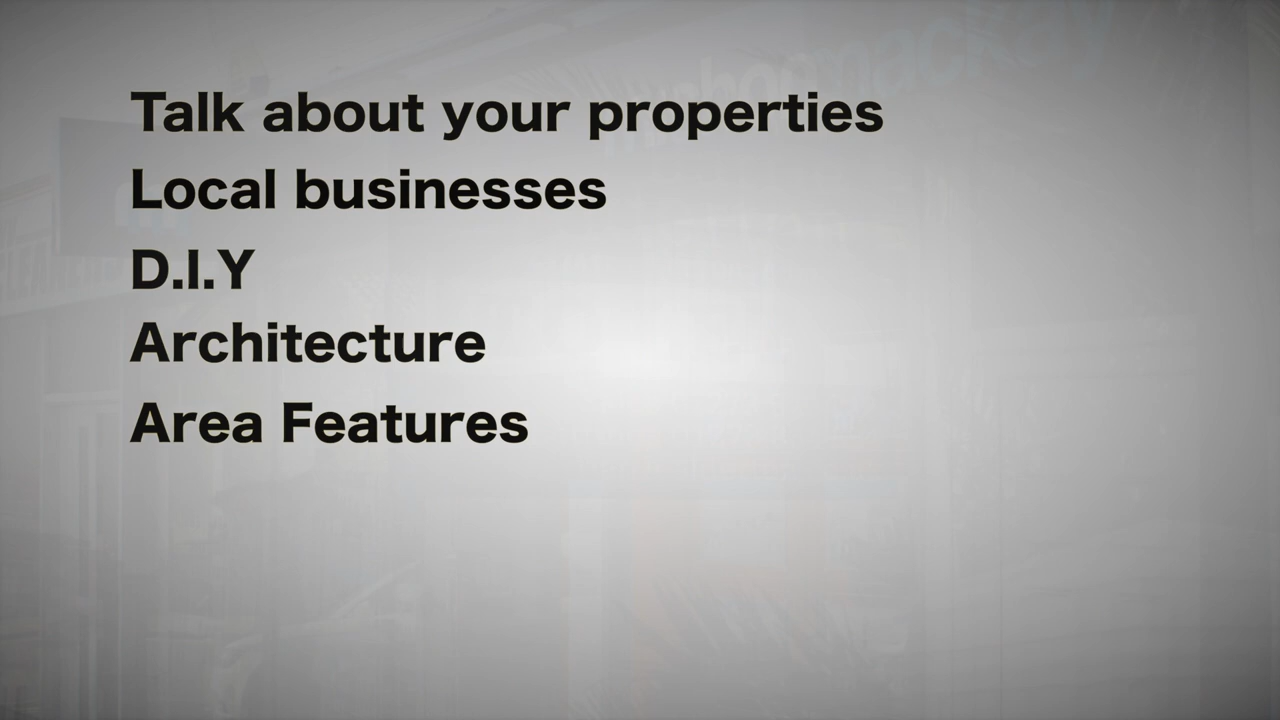 Talk about your properties
Local businesses
D.I.Y
Architecture
Area Features